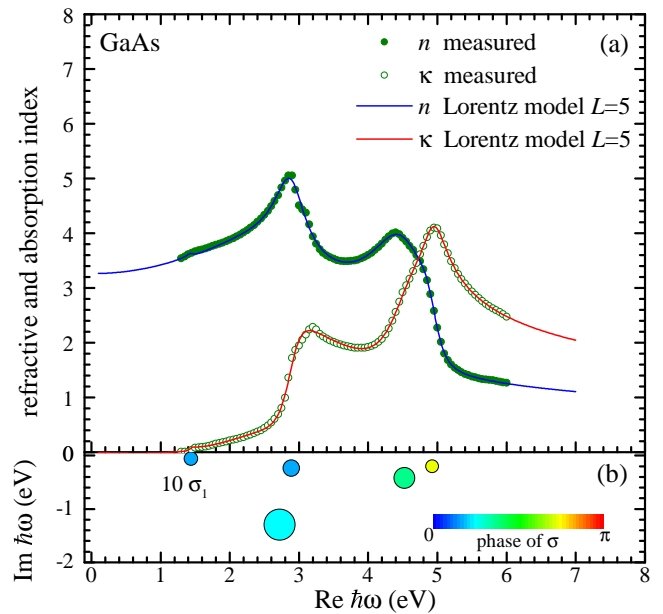 GaAs
(a)
n measured
κ measured
n Lorentz model L=5
κ Lorentz model L=5
refractive and absorption index
8
7
6
5
4
3
2
1
0
10 σ₁
(b)
0
π
phase of σ
Im ħω (eV)
0
-1
-2
0 1 2 3 4 5 6 7 8
Re ħω (eV)